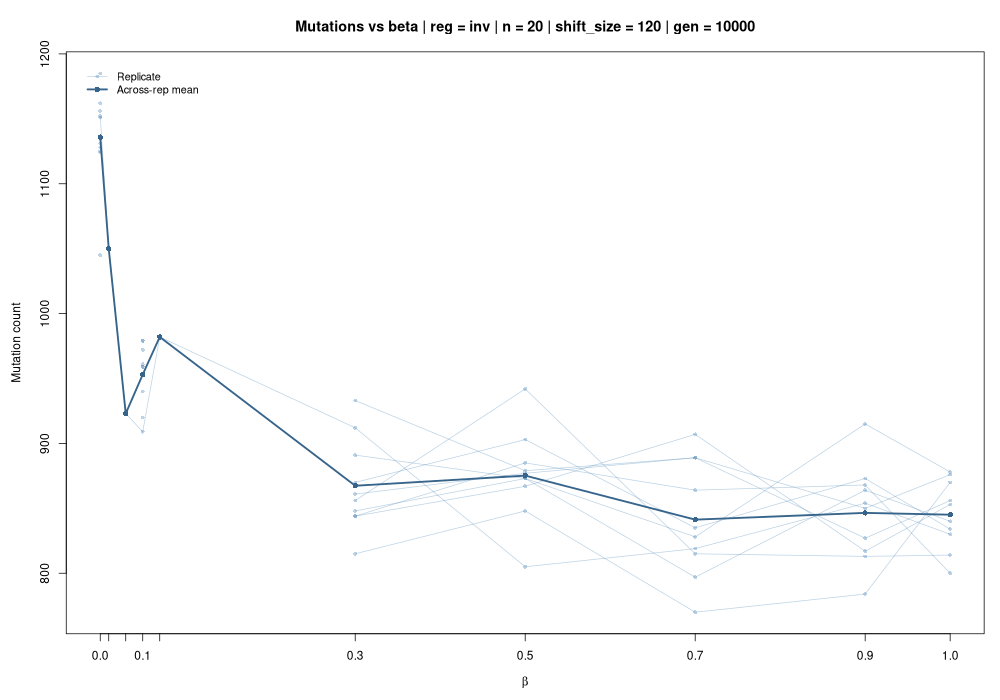 Mutations vs beta | reg = inv | n = 20 | shift_size = 120 | gen = 10000
Replicate
Across-rep mean
Mutation count
1200
1100
1000
900
800
0.0
0.1
0.3
0.5
0.7
0.9
1.0
β